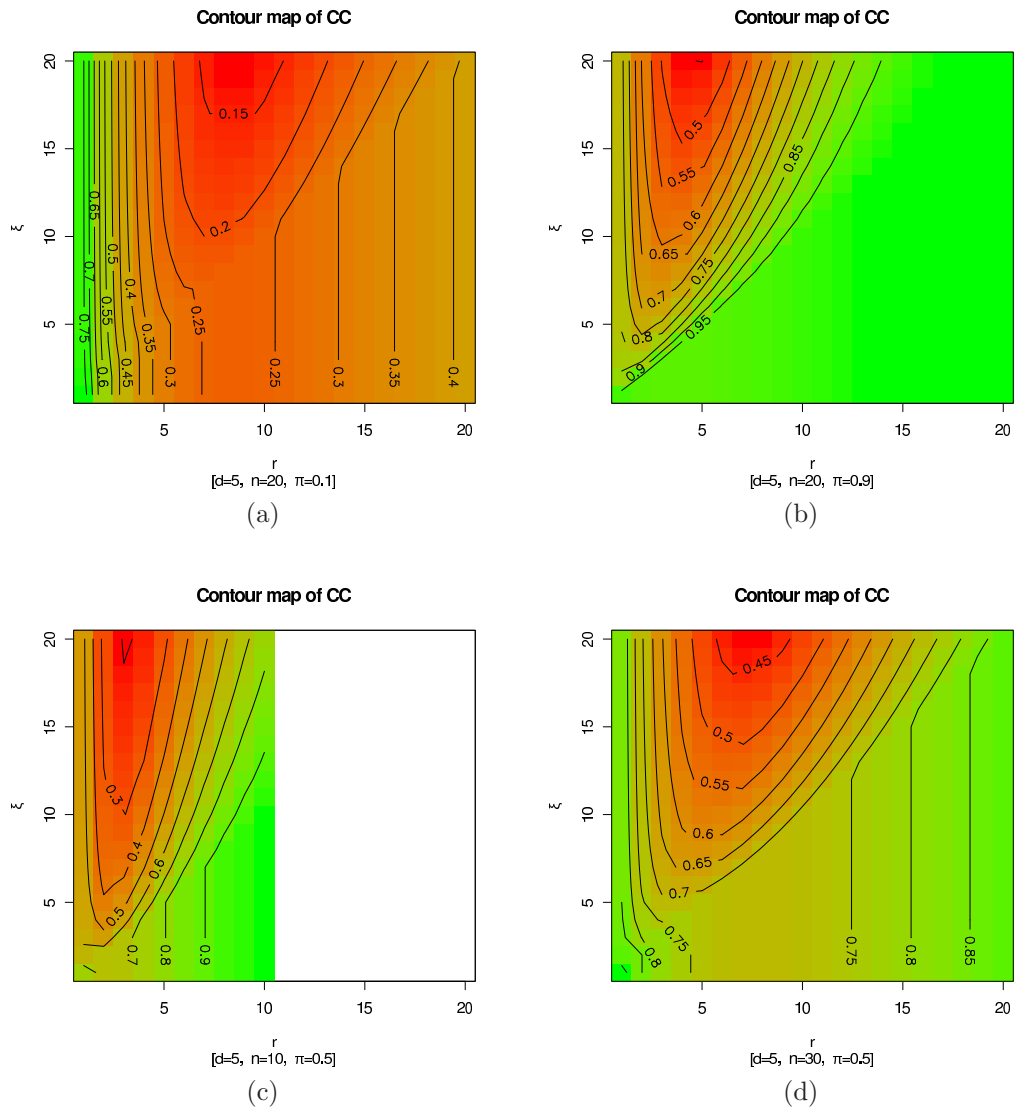 Contour map of CC
ξ
20
15
10
5
0.15
0.2
0.65
0.5
0.4
0.7
0.55
0.35
0.25
0.75
0.6
0.45
0.3
0.25
0.3
0.35
0.4
5 10 15 20
r
[d=5, n=20, π=0.1]
(a)
Contour map of CC
ξ
20
15
10
5
0.5
0.85
0.55
0.6
0.65
0.75
0.7
0.95
0.8
0.9
5 10 15 20
r
[d=5, n=20, π=0.9]
(b)
Contour map of CC
ξ
20
15
10
5
0.3
0.4
0.6
0.5
0.7
0.8
0.9
5 10 15 20
r
[d=5, n=10, π=0.5]
(c)
Contour map of CC
ξ
20
15
10
5
0.45
0.5
0.55
0.6
0.65
0.7
0.75
0.8
0.75
0.8
0.85
5 10 15 20
r
[d=5, n=30, π=0.5]
(d)